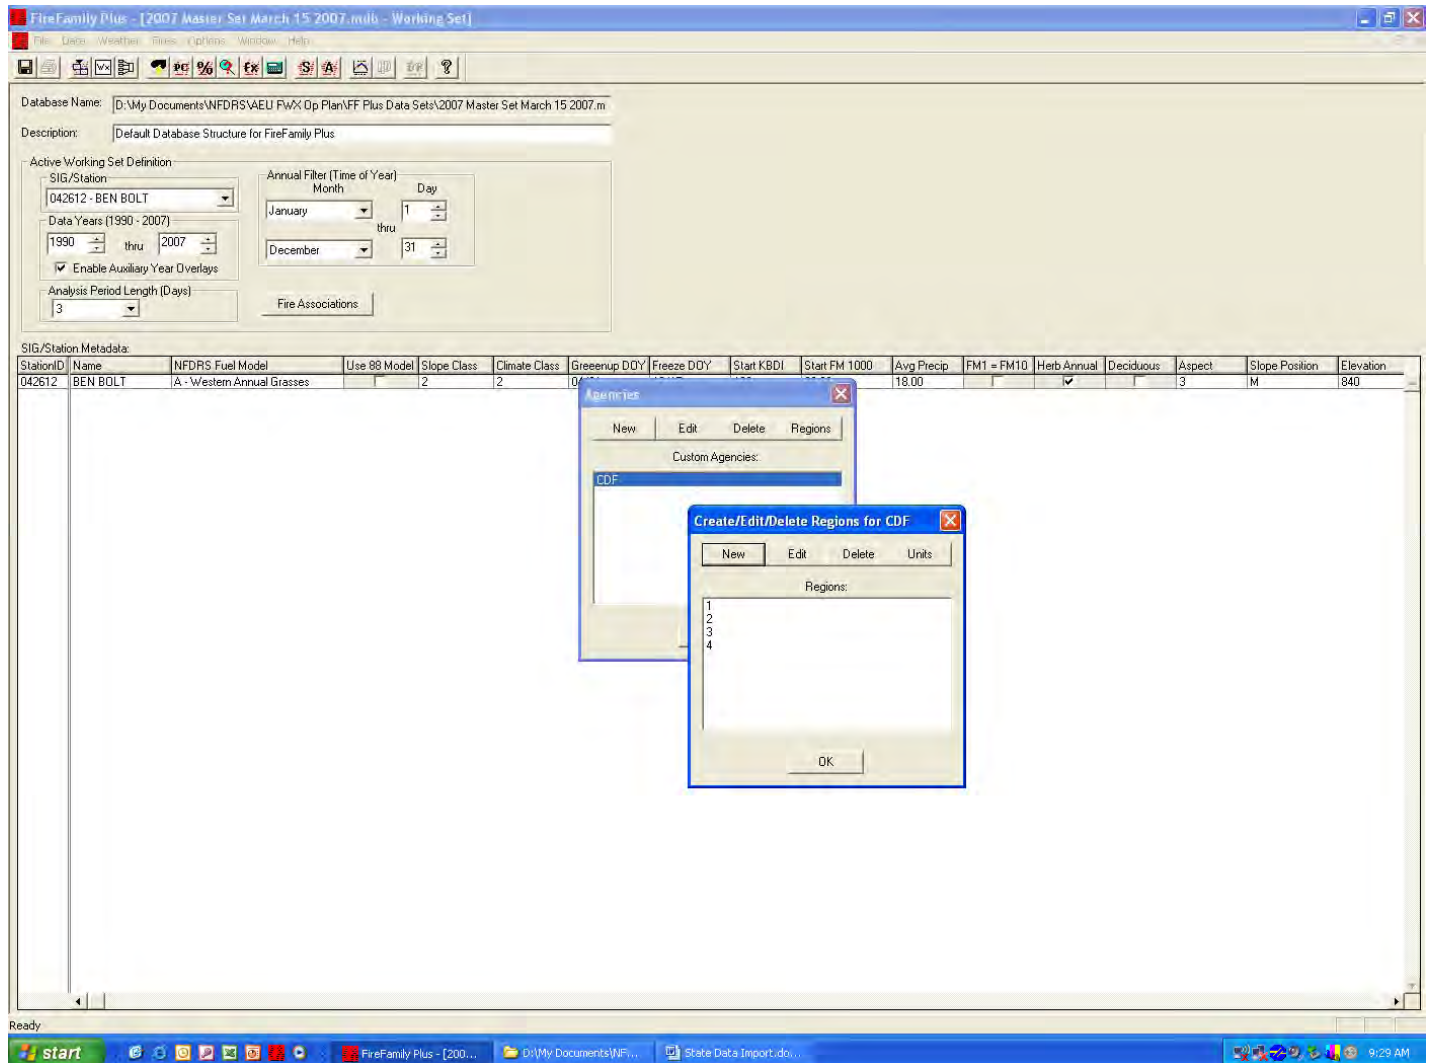 FireFamily Plus - [2007 Master Set March 15 2007.mdb - Working Set]
File Data Weather Fires Options Window Help
Database Name: D:\My Documents\NFDRS\AEU FWX Op Plan\FF Plus Data Sets\2007 Master Set March 15 2007.m
Description: Default Database Structure for FireFamily Plus
Active Working Set Definition
SIG/Station
042612 - BEN BOLT
Data Years (1990 - 2007)
1990 thru 2007
Enable Auxiliary Year Overlays
Analysis Period Length (Days)
3
Annual Filter (Time of Year)
Month Day
January 1
thru
December 31
Fire Associations
SIG/Station Metadata:
StationID Name NFDRS Fuel Model Use 88 Model Slope Class Climate Class Greeenup DOY Freeze DOY Start KBDI Start FM 1000 Avg Precip FM1 = FM10 Herb Annual Deciduous Aspect Slope Position Elevation
042612 BEN BOLT A - Western Annual Grasses 2 2 18.00 3 M 840
Agencies
New Edit Delete Regions
Custom Agencies:
CDF
Create/Edit/Delete Regions for CDF
New Edit Delete Units
Regions:
1
2
3
4
OK
Ready
start FireFamily Plus - [200... D:\My Documents\NF... State Data Import.do... 9:29 AM